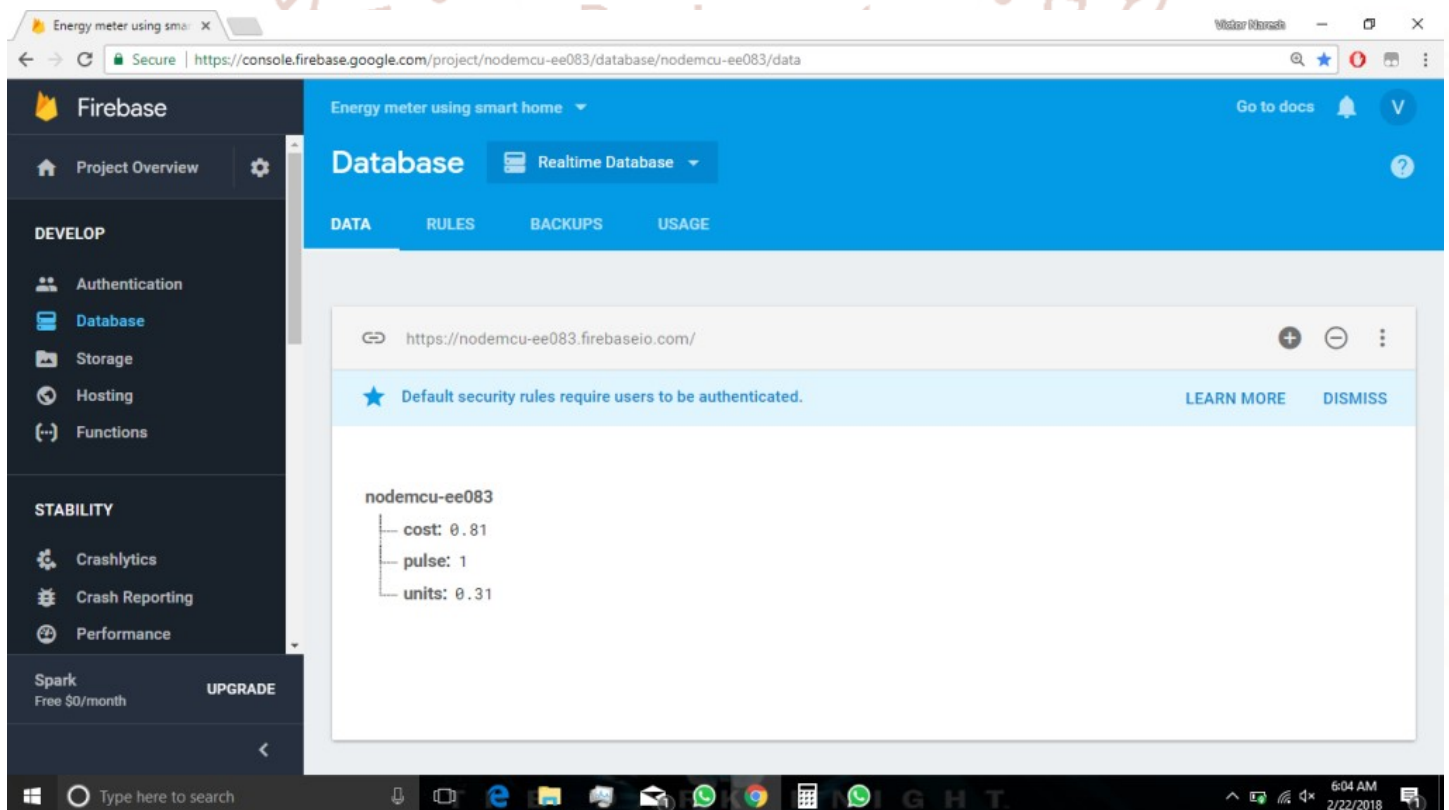 Energy meter using smar
Victor Naresh
Secure https://console.firebase.google.com/project/nodemcu-ee083/database/nodemcu-ee083/data
Firebase
Energy meter using smart home
Go to docs
V
Project Overview
Database
Realtime Database
DATA RULES BACKUPS USAGE
DEVELOP
Authentication
Database
Storage
Hosting
Functions
https://nodemcu-ee083.firebaseio.com/
Default security rules require users to be authenticated.
LEARN MORE DISMISS
nodemcu-ee083
cost: 0.81
pulse: 1
units: 0.31
STABILITY
Crashlytics
Crash Reporting
Performance
Spark
Free $0/month
UPGRADE
Type here to search
6:04 AM
2/22/2018